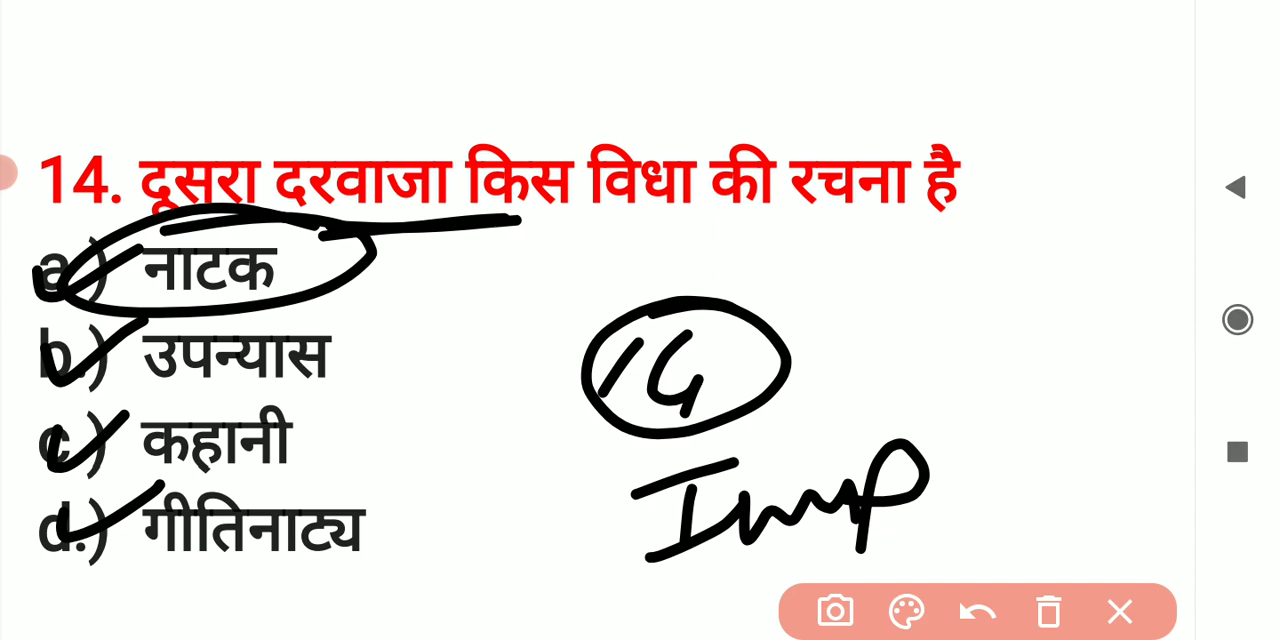 14. दूसरा दरवाजा किस विधा की रचना है
a.) नाटक
b.) उपन्यास
c.) कहानी
d.) गीतिनाट्य
14
Imp